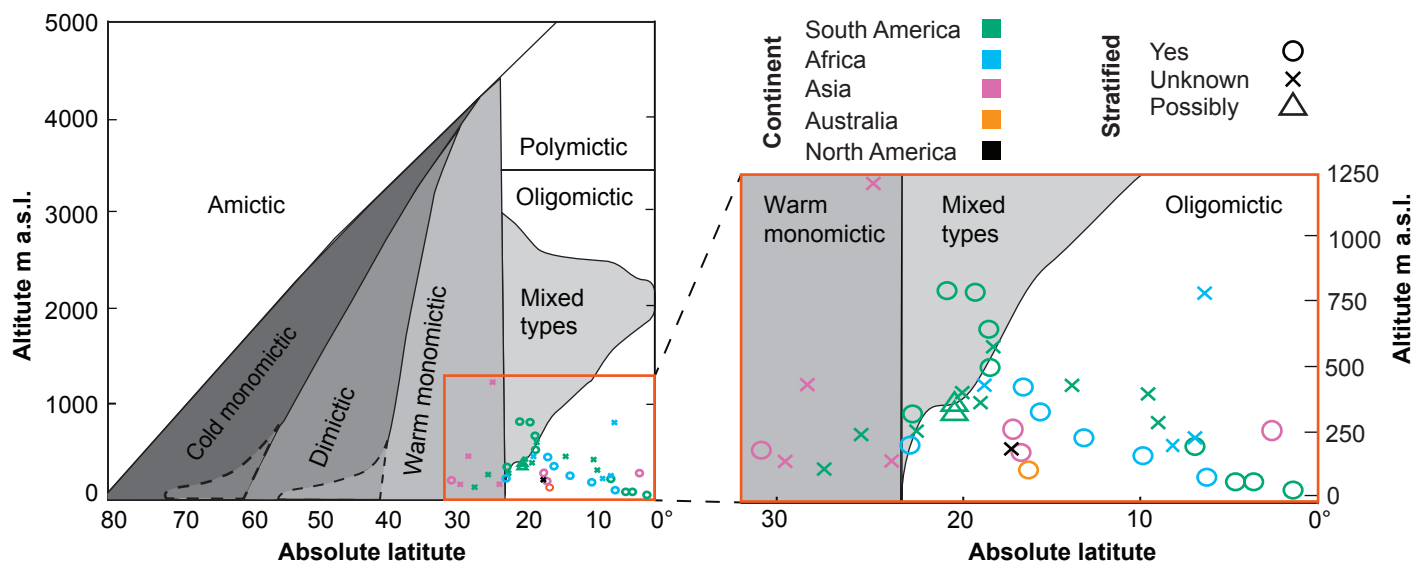 5000
4000
3000
2000
1000
0
Altitude m a.s.l.
80
70
60
50
40
30
20
10
0°
Absolute latitute
Amictic
Cold monomictic
Dimictic
Warm monomictic
Polymictic
Oligomictic
Mixed
types
Continent
South America
Africa
Asia
Australia
North America
Stratified
Yes
Unknown
Possibly
Warm
monomictic
Mixed
types
Oligomictic
1250
1000
750
500
250
0
Altitute m a.s.l.
30
20
10
0°
Absolute latitute